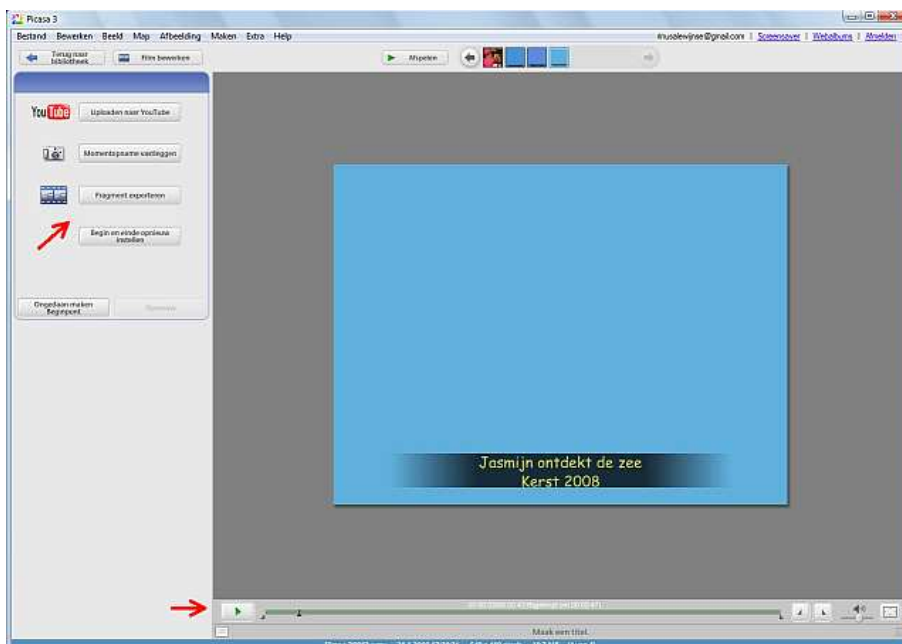 Picasa 3
Bestand Bewerken Beeld Map Afbeelding Maken Extra Help
Screensaver | Webalbums | Afmelden
Terug naar
bibliotheek
Film bewerken
Afspelen
YouTube
Uploaden naar YouTube
Momentopname vastleggen
Fragment exporteren
Begin en einde opnieuw
instellen
Ongedaan maken
Beginpunt
Jasmijn ontdekt de zee
Kerst 2008
Maak een titel.